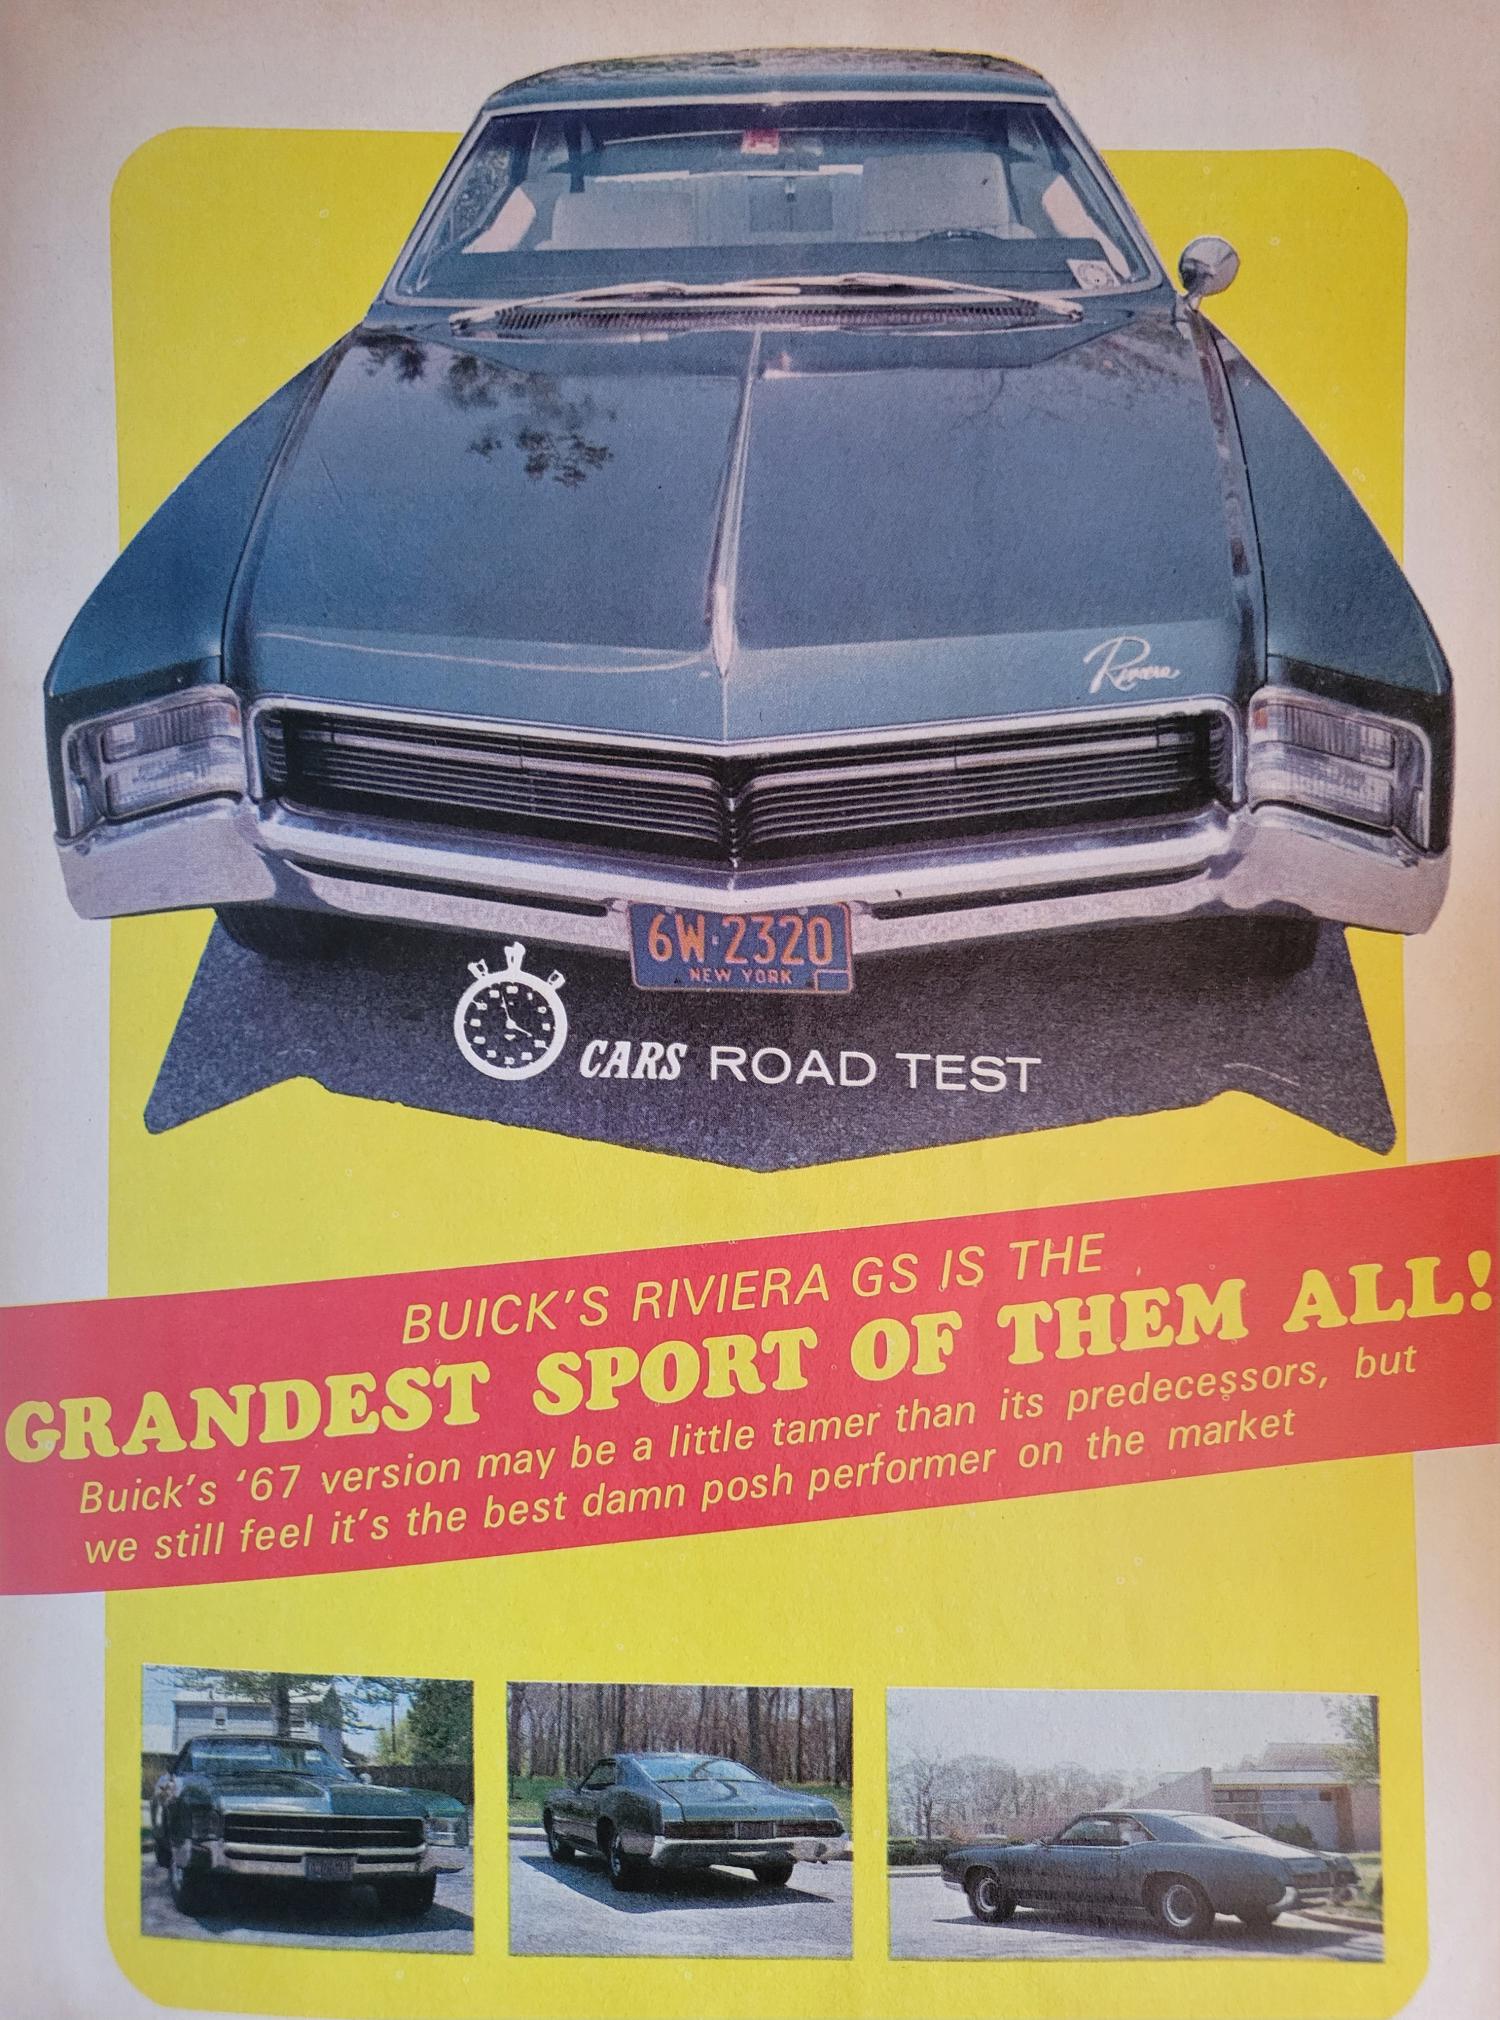 Riviera
6W·2320
NEW YORK
CARS ROAD TEST
BUICK'S RIVIERA GS IS THE
GRANDEST SPORT OF THEM ALL!
Buick's '67 version may be a little tamer than its predecessors, but
we still feel it's the best damn posh performer on the market